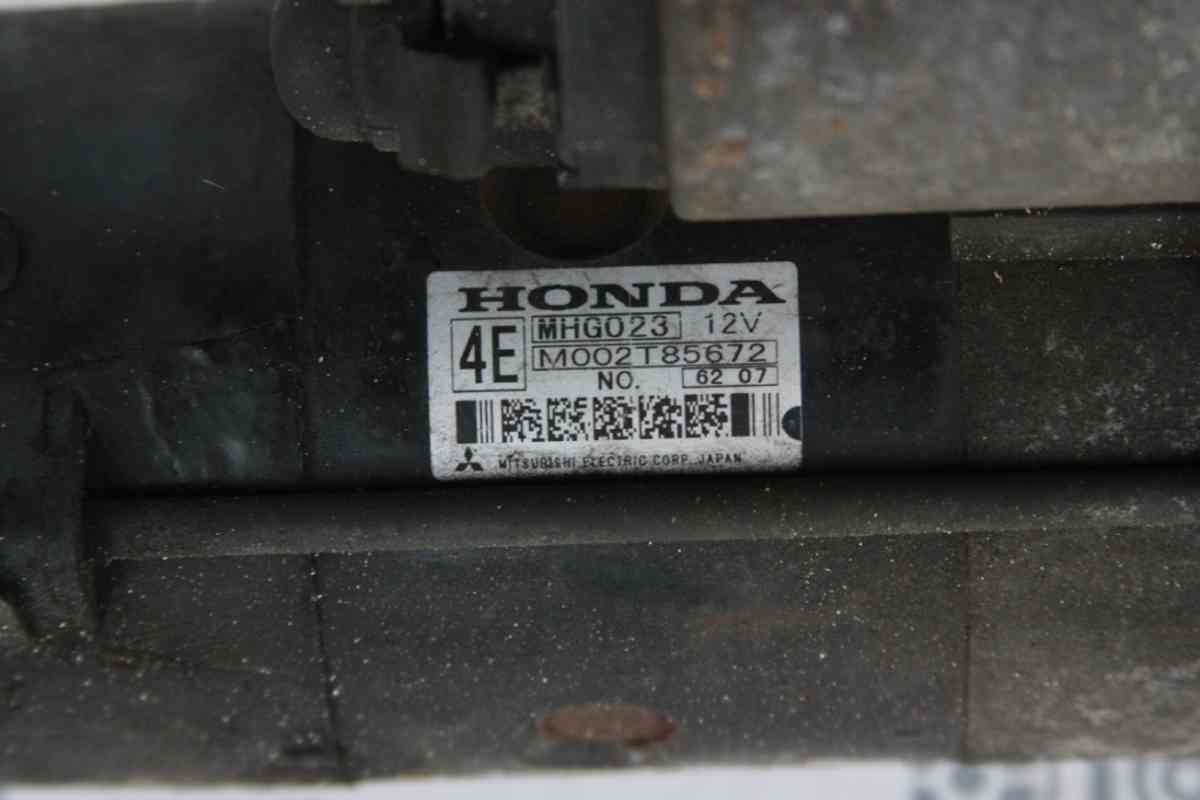 HONDA
4E MHG023 12V
M002T85672
NO. 62 07
MITSUBISHI ELECTRIC CORP. JAPAN